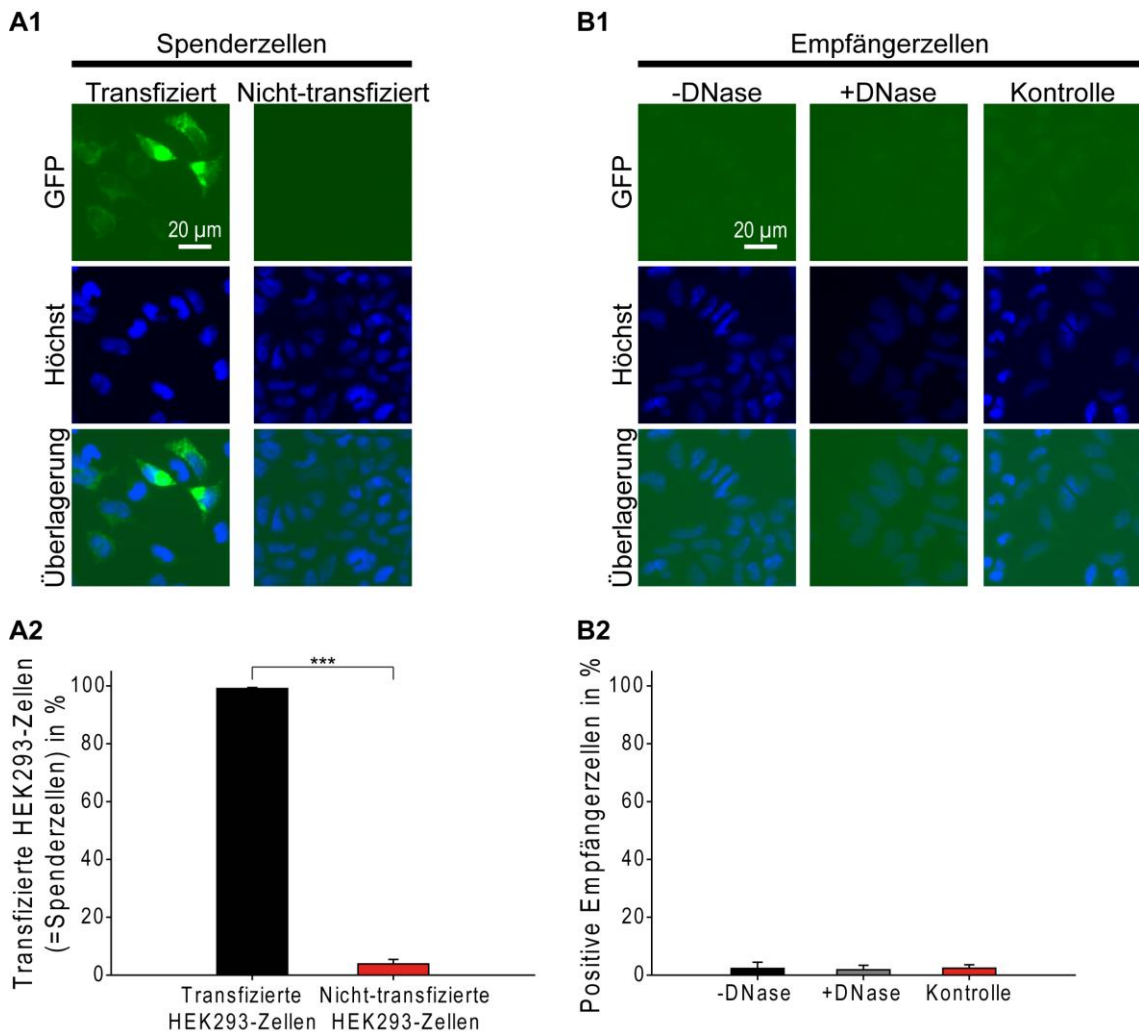 A1
Spenderzellen
Transfiziert Nicht-transfiziert
GFP
20 µm
Höchst
Überlagerung
B1
Empfängerzellen
-DNase +DNase Kontrolle
GFP
20 µm
Höchst
Überlagerung
A2
Transfizierte HEK293-Zellen
(=Spenderzellen) in %
100
80
60
40
20
0
***
Transfizierte
HEK293-Zellen
Nicht-transfizierte
HEK293-Zellen
B2
Positive Empfängerzellen in %
100
80
60
40
20
0
-DNase +DNase Kontrolle